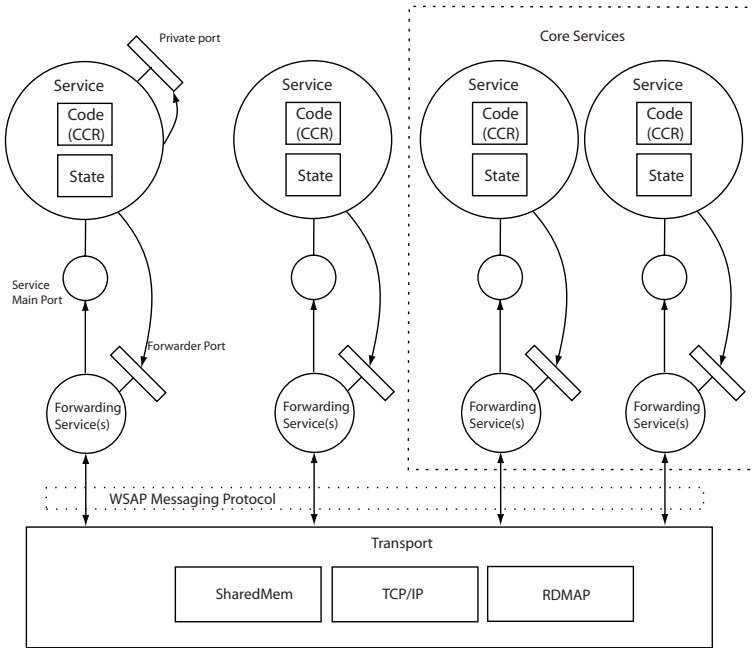 Private port
Core Services
Service
Service
Service
Service
Code
(CCR)
Code
(CCR)
Code
(CCR)
Code
(CCR)
State
State
State
State
Service
Main Port
Forwarder Port
Forwarding
Service(s)
Forwarding
Service(s)
Forwarding
Service(s)
Forwarding
Service(s)
WSAP Messaging Protocol
Transport
SharedMem
TCP/IP
RDMAP